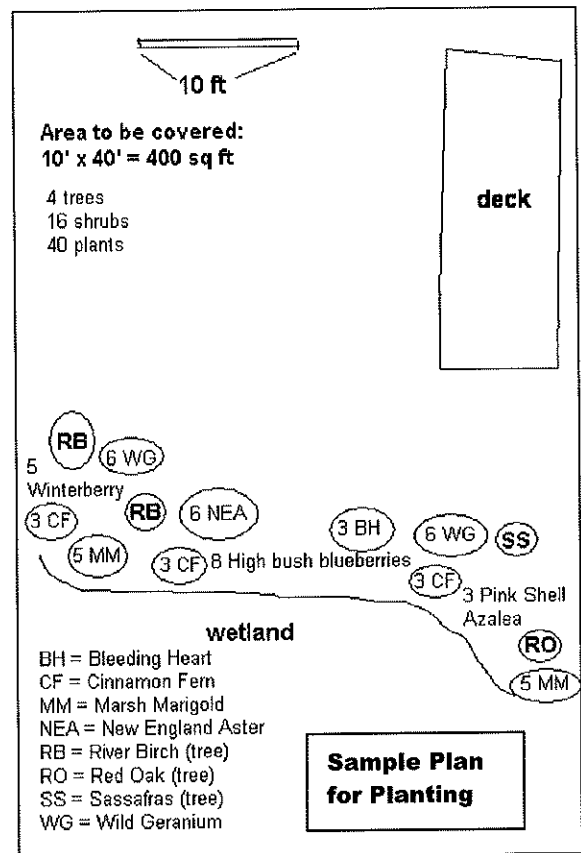 10 ft
Area to be covered:
10' x 40' = 400 sq ft
4 trees
16 shrubs
40 plants
deck
RB
6 WG
5
Winterberry
3 CF
RB
6 NEA
3 BH
6 WG
SS
5 MM
3 CF
8 High bush blueberries
3 CF
3 Pink Shell
Azalea
RO
5 MM
wetland
BH = Bleeding Heart
CF = Cinnamon Fern
MM = Marsh Marigold
NEA = New England Aster
RB = River Birch (tree)
RO = Red Oak (tree)
SS = Sassafras (tree)
WG = Wild Geranium
Sample Plan
for Planting